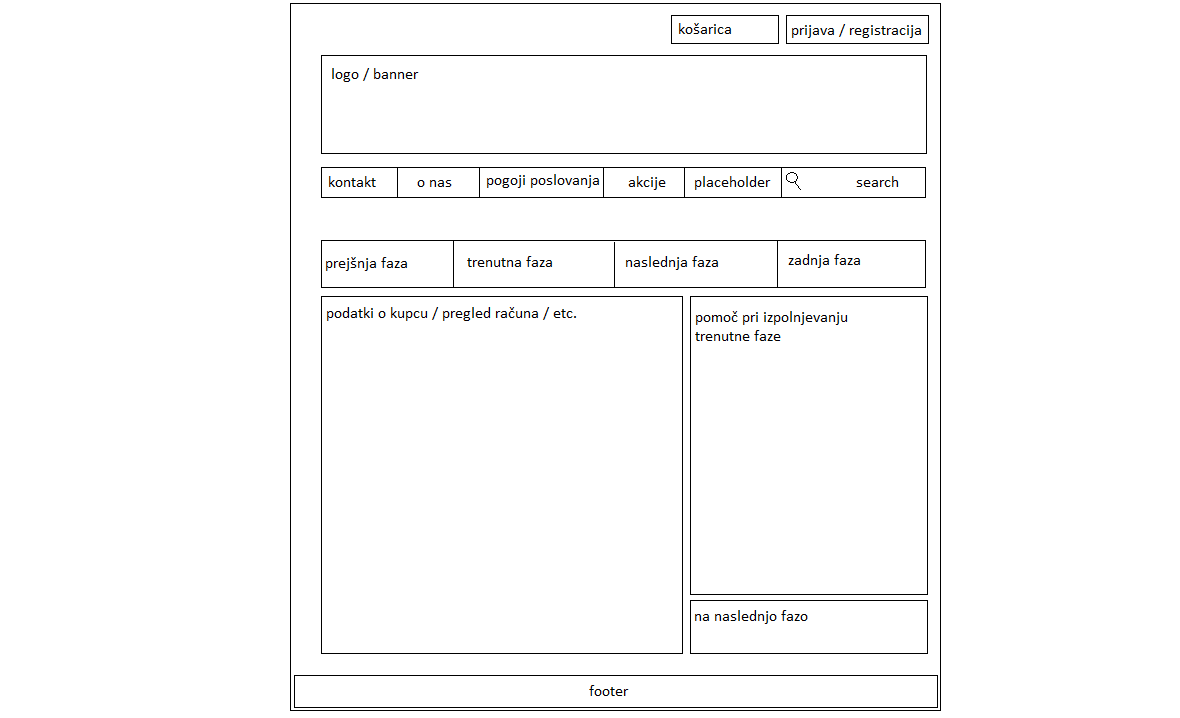 košarica
prijava / registracija
logo / banner
kontakt
o nas
pogoji poslovanja
akcije
placeholder
search
prejšnja faza
trenutna faza
naslednja faza
zadnja faza
podatki o kupcu / pregled računa / etc.
pomoč pri izpolnjevanju
trenutne faze
na naslednjo fazo
footer